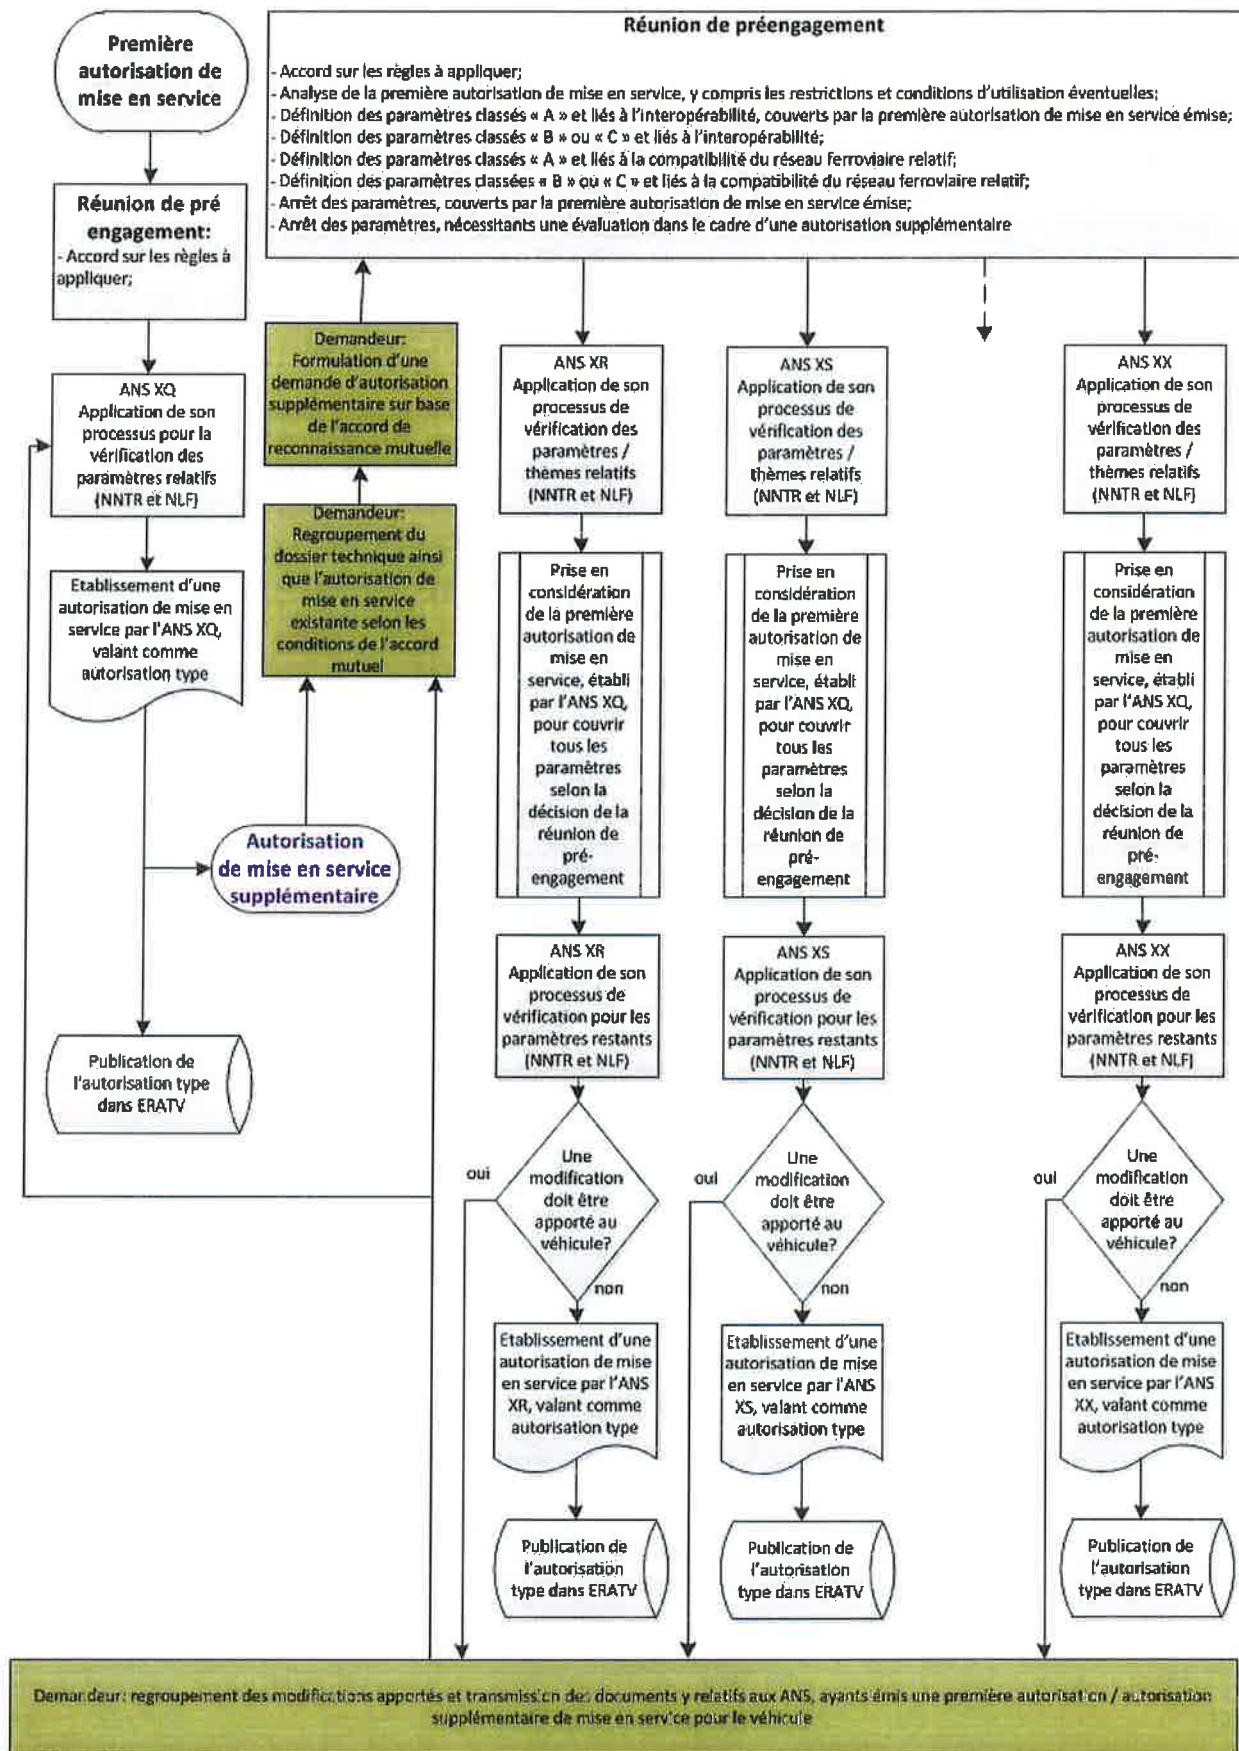 Première
autorisation de
mise en service
Réunion de pré
engagement:
- Accord sur les règles à
appliquer;
ANS XQ
Application de son
processus pour la
vérification des
paramètres relatifs
(NNTR et NLF)
Etablissement d'une
autorisation de mise en
service par l'ANS XQ,
valant comme
autorisation type
Autorisation
de mise en service
supplémentaire
Publication de
l'autorisation type
dans ERATV
Réunion de préengagement
- Accord sur les règles à appliquer;
- Analyse de la première autorisation de mise en service, y compris les restrictions et conditions d'utilisation éventuelles;
- Définition des paramètres classés « A » et liés à l'interopérabilité, couverts par la première autorisation de mise en service émise;
- Définition des paramètres classés « B » ou « C » et liés à l'interopérabilité;
- Définition des paramètres classés « A » et liés à la compatibilité du réseau ferroviaire relatif;
- Définition des paramètres classées « B » ou « C » et liés à la compatibilité du réseau ferroviaire relatif;
- Arrêt des paramètres, couverts par la première autorisation de mise en service émise;
- Arrêt des paramètres, nécessitants une évaluation dans le cadre d'une autorisation supplémentaire
Demandeur:
Formulation d'une
demande d'autorisation
supplémentaire sur base
de l'accord de
reconnaissance mutuelle
Demandeur:
Regroupement du
dossier technique ainsi
que l'autorisation de
mise en service
existante selon les
conditions de l'accord
mutuel
ANS XR
Application de son
processus de
vérification des
paramètres /
thèmes relatifs
(NNTR et NLF)
Prise en
considération
de la première
autorisation de
mise en
service, établi
par l'ANS XQ,
pour couvrir
tous les
paramètres
selon la
décision de la
réunion de
pré-
engagement
ANS XR
Application de son
processus de
vérification pour les
paramètres restants
(NNTR et NLF)
oui
Une
modification
doit être
apporté au
véhicule?
non
Etablissement d'une
autorisation de mise
en service par l'ANS
XR, valant comme
autorisation type
Publication de
l'autorisation
type dans ERATV
ANS XS
Application de son
processus de
vérification des
paramètres /
thèmes relatifs
(NNTR et NLF)
Prise en
considération
de la première
autorisation de
mise en
service, établi
par l'ANS XQ,
pour couvrir
tous les
paramètres
selon la
décision de la
réunion de
pré-
engagement
ANS XS
Application de son
processus de
vérification pour les
paramètres restants
(NNTR et NLF)
oui
Une
modification
doit être
apporté au
véhicule?
non
Etablissement d'une
autorisation de mise
en service par l'ANS
XS, valant comme
autorisation type
Publication de
l'autorisation
type dans ERATV
ANS XX
Application de son
processus de
vérification des
paramètres /
thèmes relatifs
(NNTR et NLF)
Prise en
considération
de la première
autorisation de
mise en
service, établi
par l'ANS XQ,
pour couvrir
tous les
paramètres
selon la
décision de la
réunion de
pré-
engagement
ANS XX
Application de son
processus de
vérification pour les
paramètres restants
(NNTR et NLF)
oui
Une
modification
doit être
apporté au
véhicule?
non
Etablissement d'une
autorisation de mise
en service par l'ANS
XX, valant comme
autorisation type
Publication de
l'autorisation
type dans ERATV
Demandeur: regroupement des modifications apportés et transmission des documents y relatifs aux ANS, ayants émis une première autorisation / autorisation
supplémentaire de mise en service pour le véhicule